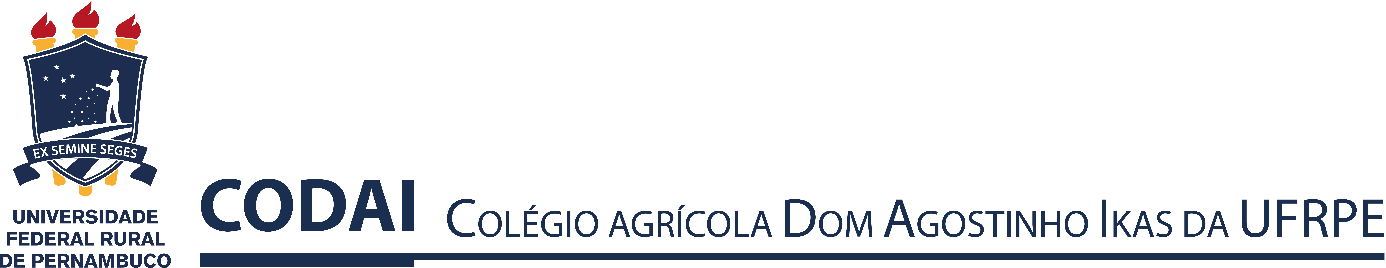 EX SEMINE SEGES
UNIVERSIDADE
FEDERAL RURAL
DE PERNAMBUCO
CODAI COLÉGIO AGRÍCOLA DOM AGOSTINHO IKAS DA UFRPE